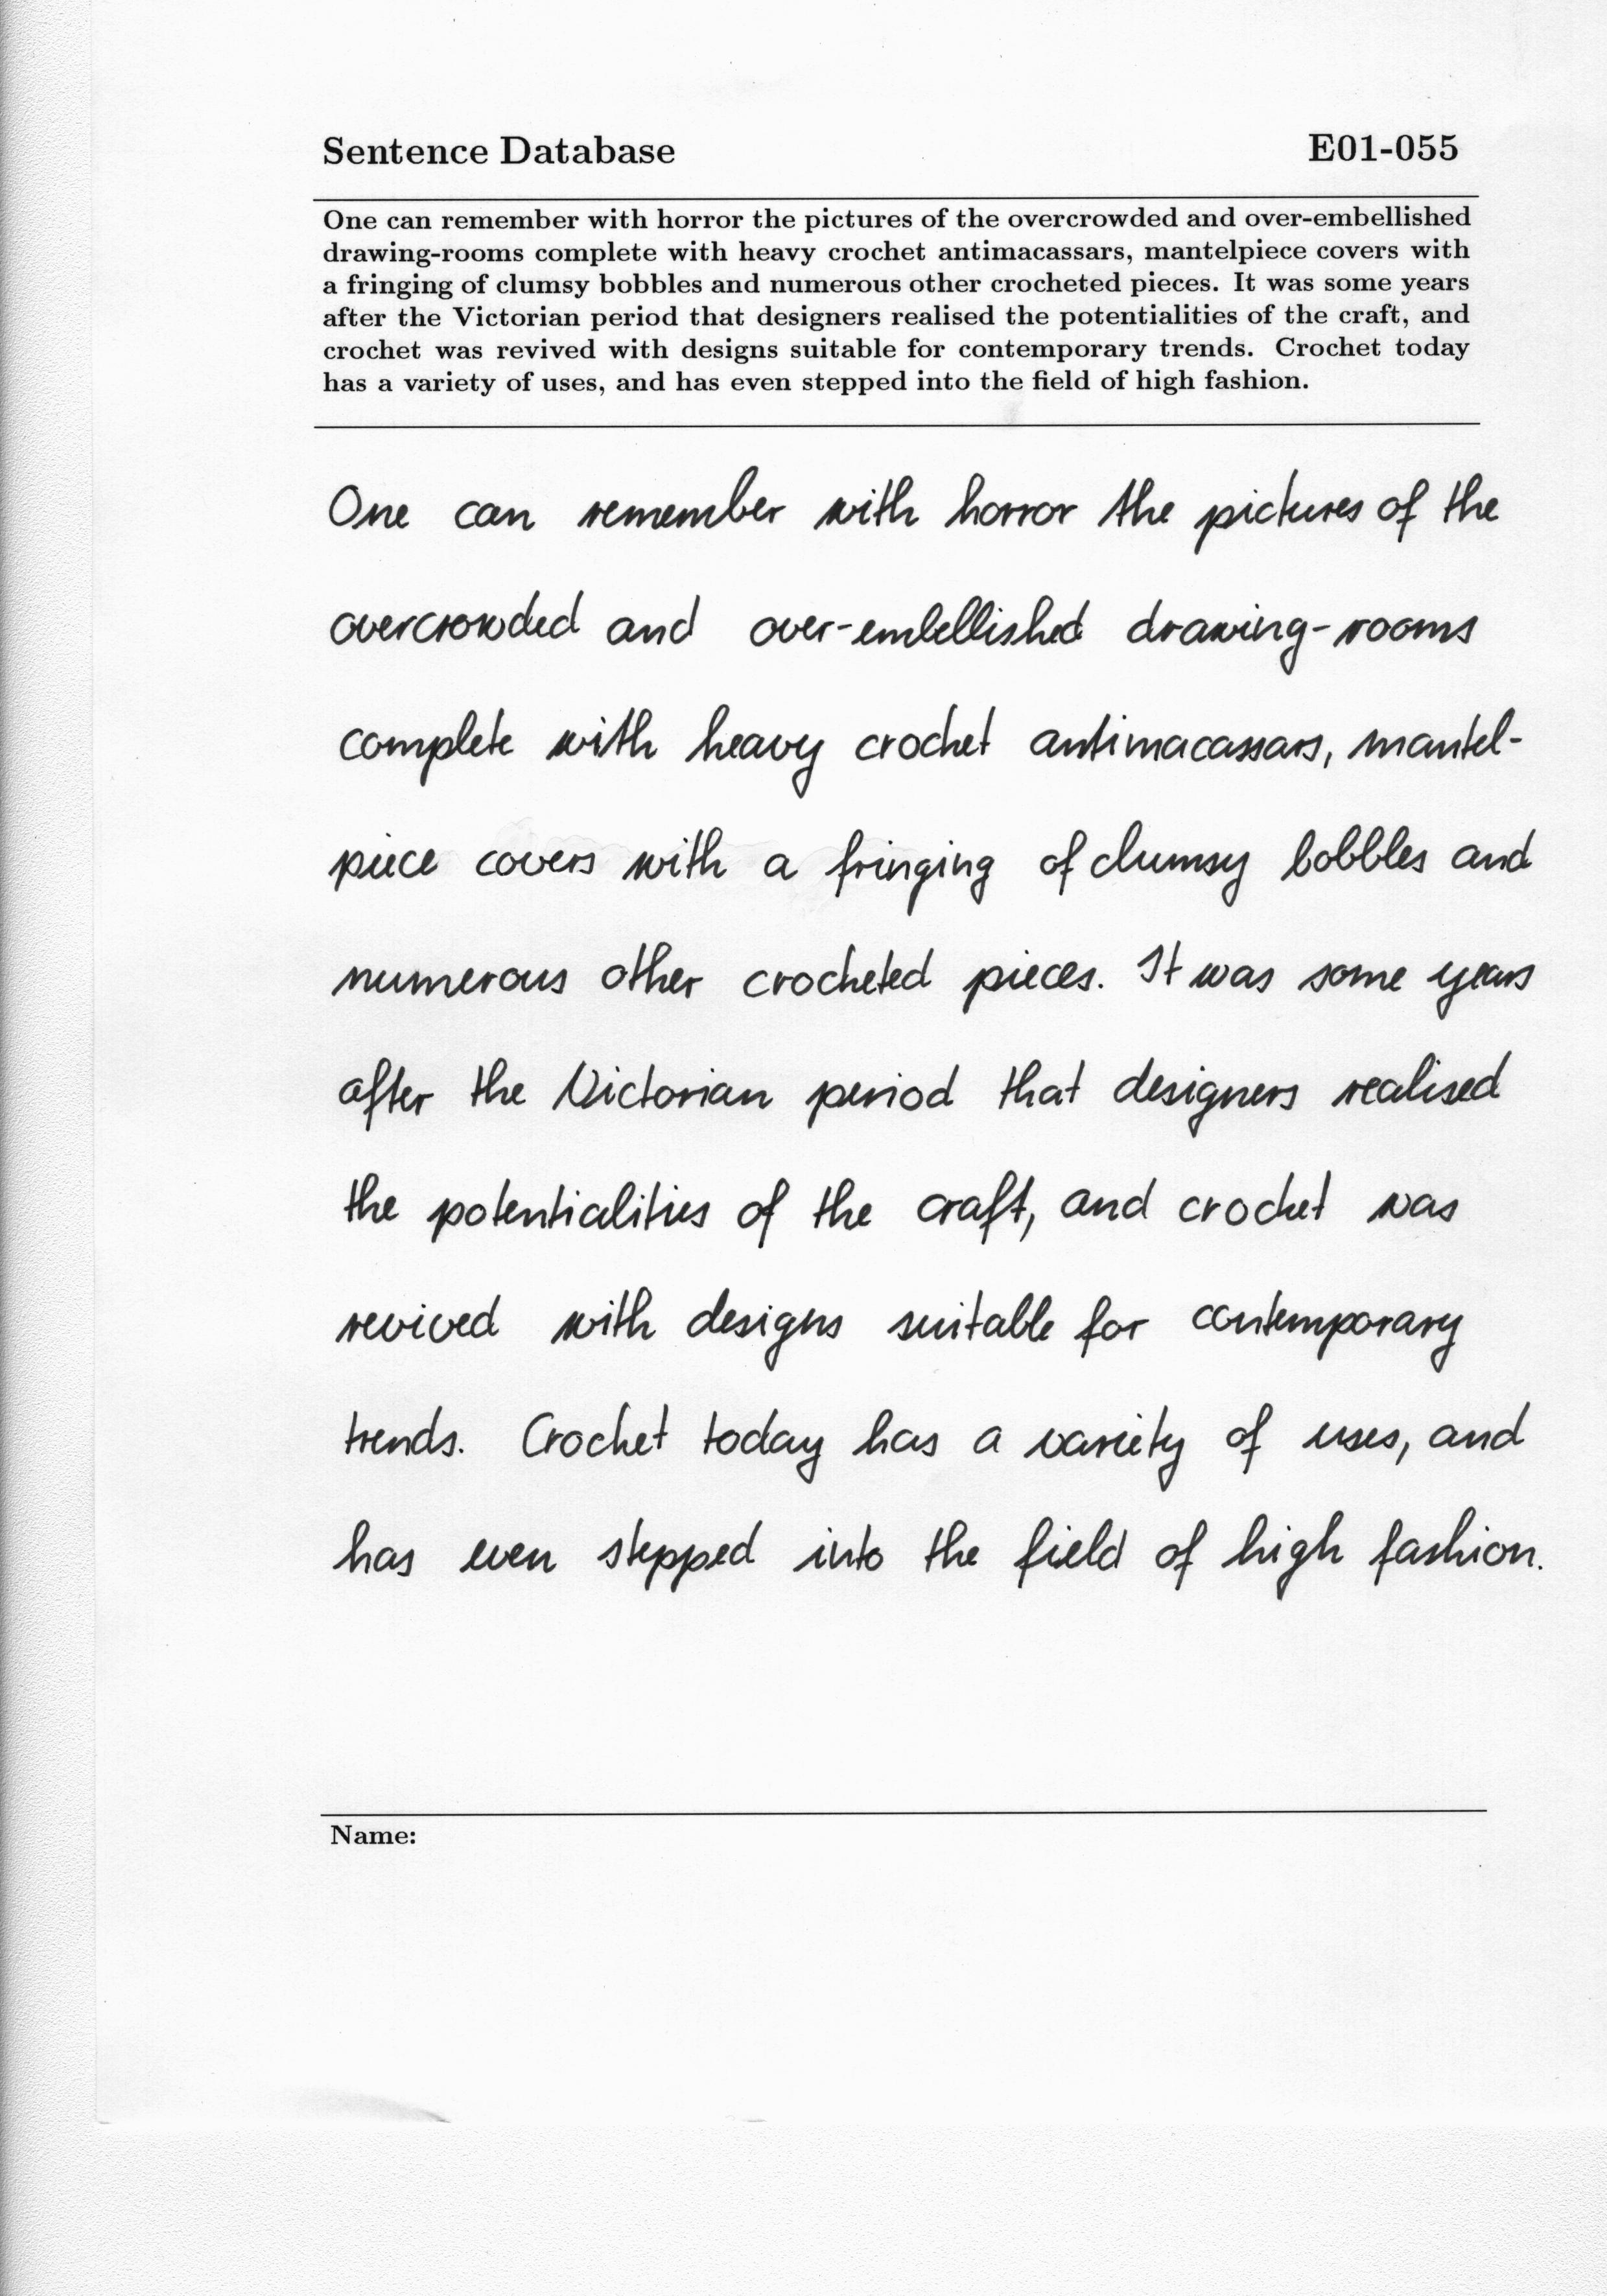 Sentence Database E01-055
One can remember with horror the pictures of the overcrowded and over-embellished
drawing-rooms complete with heavy crochet antimacassars, mantelpiece covers with
a fringing of clumsy bobbles and numerous other crocheted pieces. It was some years
after the Victorian period that designers realised the potentialities of the craft, and
crochet was revived with designs suitable for contemporary trends. Crochet today
has a variety of uses, and has even stepped into the field of high fashion.
One can remember with horror the pictures of the
overcrowded and over-embellished drawing-rooms
complete with heavy crochet antimacassars, mantel-
piece covers with a fringing of clumsy bobbles and
numerous other crocheted pieces. It was some years
after the Victorian period that designers realised
the potentialities of the craft, and crochet was
revived with designs suitable for contemporary
trends. Crochet today has a variety of uses, and
has even stepped into the field of high fashion.
Name: